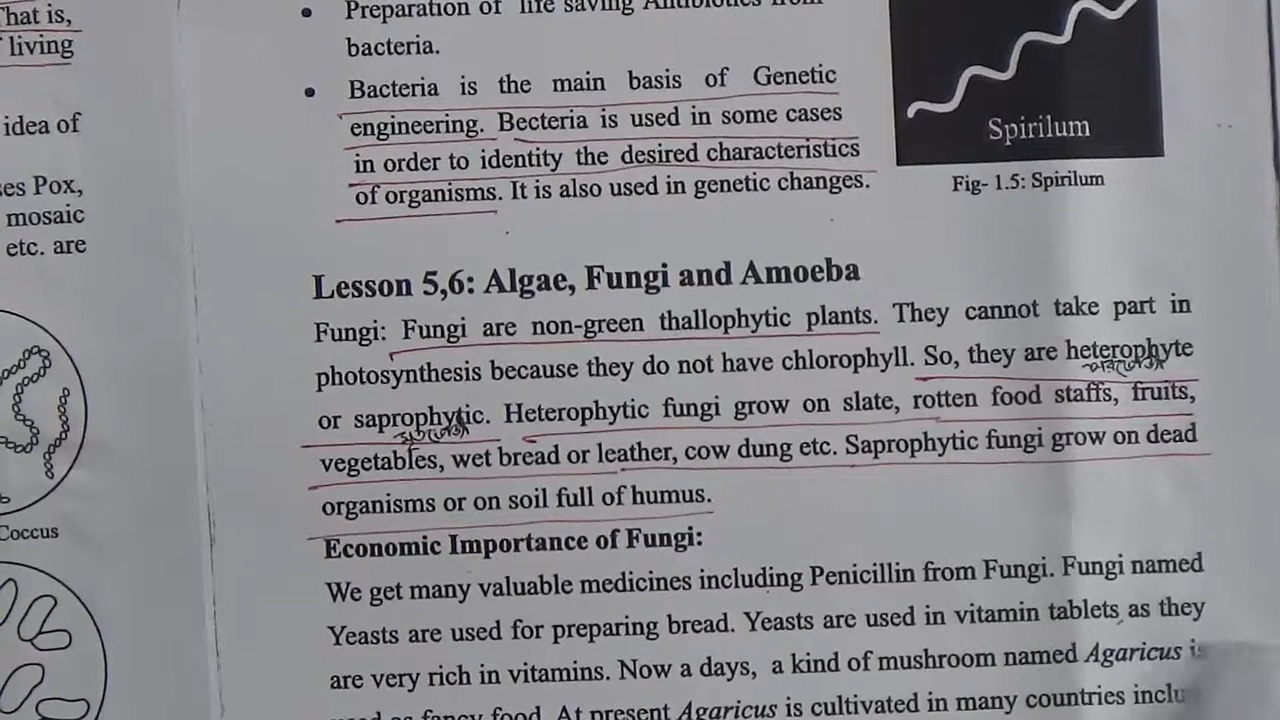 That is,
living
idea of
es Pox,
mosaic
etc. are
Coccus
Preparation of life saving Antibiotics from
bacteria.
• Bacteria is the main basis of Genetic
engineering. Becteria is used in some cases
in order to identity the desired characteristics
of organisms. It is also used in genetic changes.
Spirilum
Fig- 1.5: Spirilum
Lesson 5,6: Algae, Fungi and Amoeba
Fungi: Fungi are non-green thallophytic plants. They cannot take part in
photosynthesis because they do not have chlorophyll. So, they are heterophyte
or saprophytic. Heterophytic fungi grow on slate, rotten food staffs, fruits,
vegetables, wet bread or leather, cow dung etc. Saprophytic fungi grow on dead
organisms or on soil full of humus.
Economic Importance of Fungi:
We get many valuable medicines including Penicillin from Fungi. Fungi named
Yeasts are used for preparing bread. Yeasts are used in vitamin tablets as they
are very rich in vitamins. Now a days, a kind of mushroom named Agaricus is
as fancy food. At present Agaricus is cultivated in many countries inclu